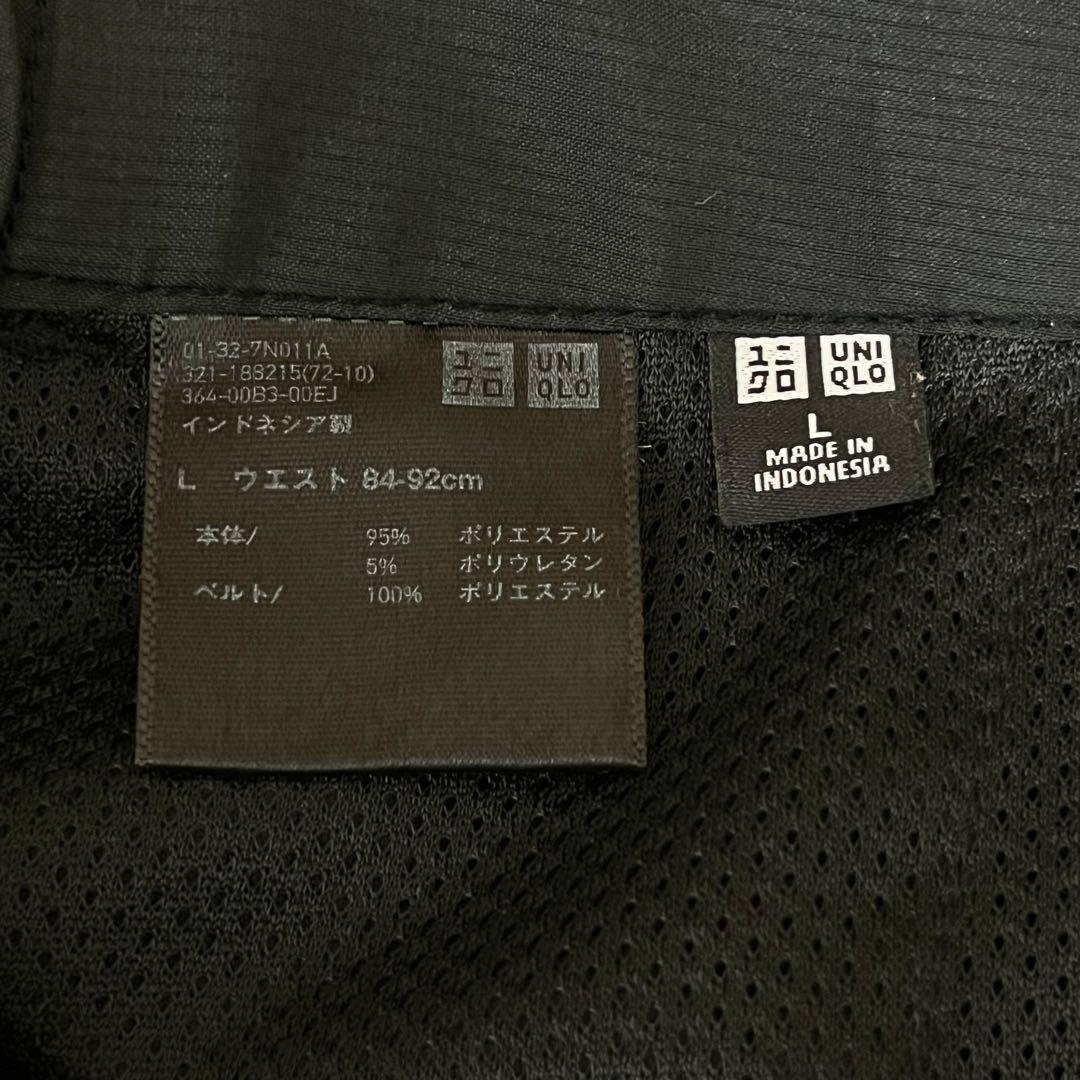 01-32-7N011A
321-188215(72-10)
364-00B3-00EJ
インドネシア製
ユニクロ UNIQLO
L ウエスト 84-92cm
本体/ 95% ポリエステル
5% ポリウレタン
ベルト/ 100% ポリエステル
ユニクロ UNIQLO
L
MADE IN
INDONESIA